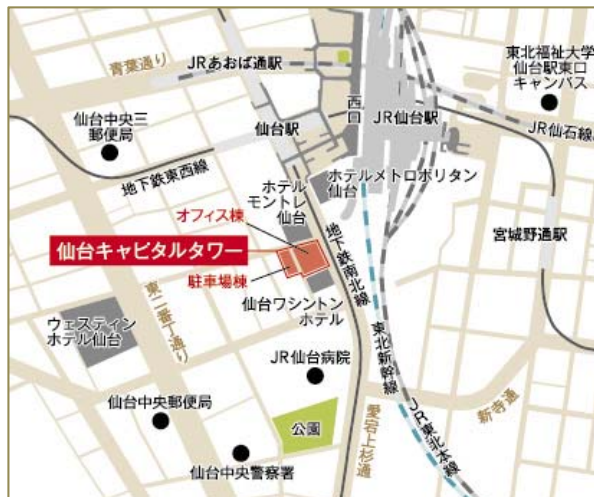 青葉通り
JRあおば通駅
東北福祉大学
仙台駅東口
キャンパス
仙台中央三
郵便局
仙台駅
西口
JR仙台駅
JR仙石線
地下鉄東西線
ホテル
モントレ
仙台
ホテルメトロポリタン
仙台
オフィス棟
仙台キャピタルタワー
駐車場棟
地下鉄南北線
宮城野通駅
東二番丁通り
仙台ワシントン
ホテル
ウェスティン
ホテル仙台
東北新幹線
JR仙台病院
新寺通
仙台中央郵便局
公園
愛宕上杉通
JR東北本線
仙台中央警察署